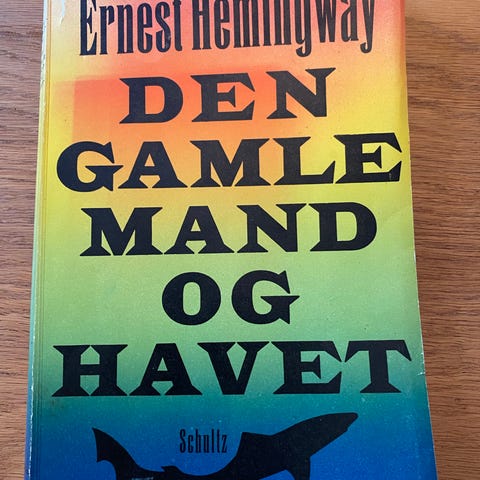 Ernest Hemingway
DEN
GAMLE
MAND
OG
HAVET
Schultz